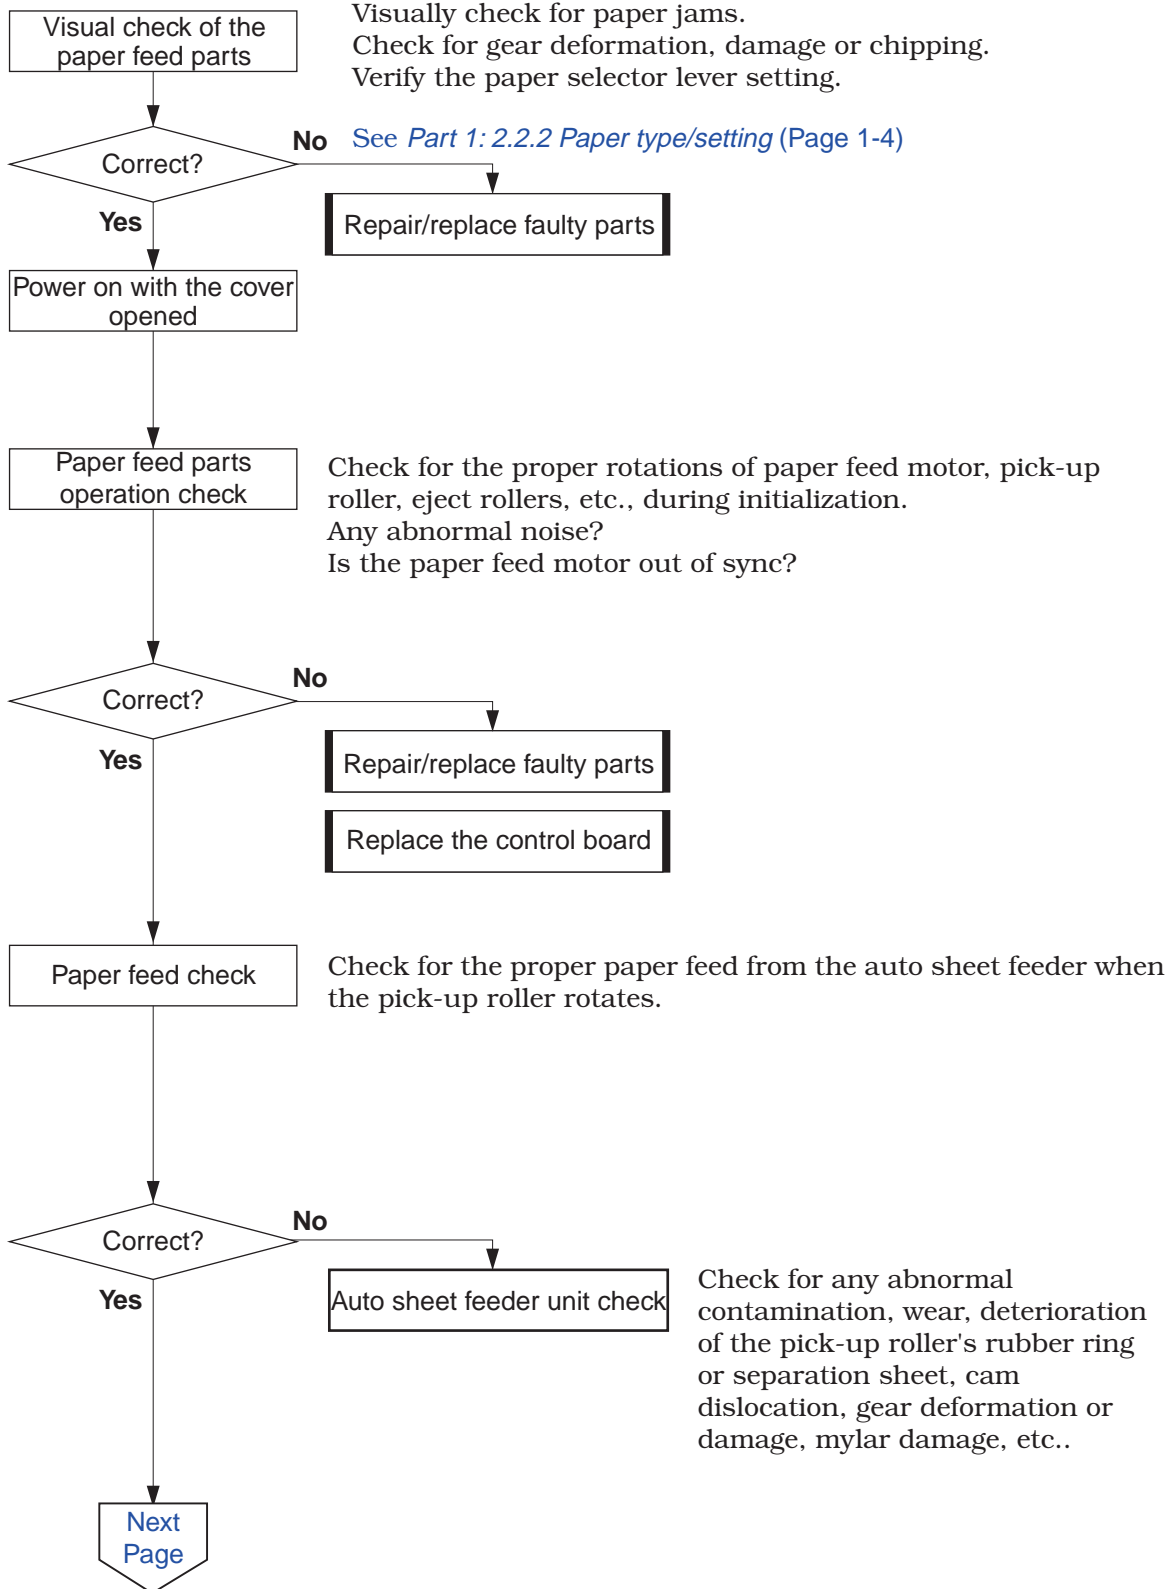 Visual check of the
paper feed parts
Visually check for paper jams.
Check for gear deformation, damage or chipping.
Verify the paper selector lever setting.
Correct?
No
See Part 1: 2.2.2 Paper type/setting (Page 1-4)
Yes
Repair/replace faulty parts
Power on with the cover
opened
Paper feed parts
operation check
Check for the proper rotations of paper feed motor, pick-up
roller, eject rollers, etc., during initialization.
Any abnormal noise?
Is the paper feed motor out of sync?
Correct?
No
Yes
Repair/replace faulty parts
Replace the control board
Paper feed check
Check for the proper paper feed from the auto sheet feeder when
the pick-up roller rotates.
Correct?
No
Yes
Auto sheet feeder unit check
Check for any abnormal
contamination, wear, deterioration
of the pick-up roller's rubber ring
or separation sheet, cam
dislocation, gear deformation or
damage, mylar damage, etc..
Next
Page